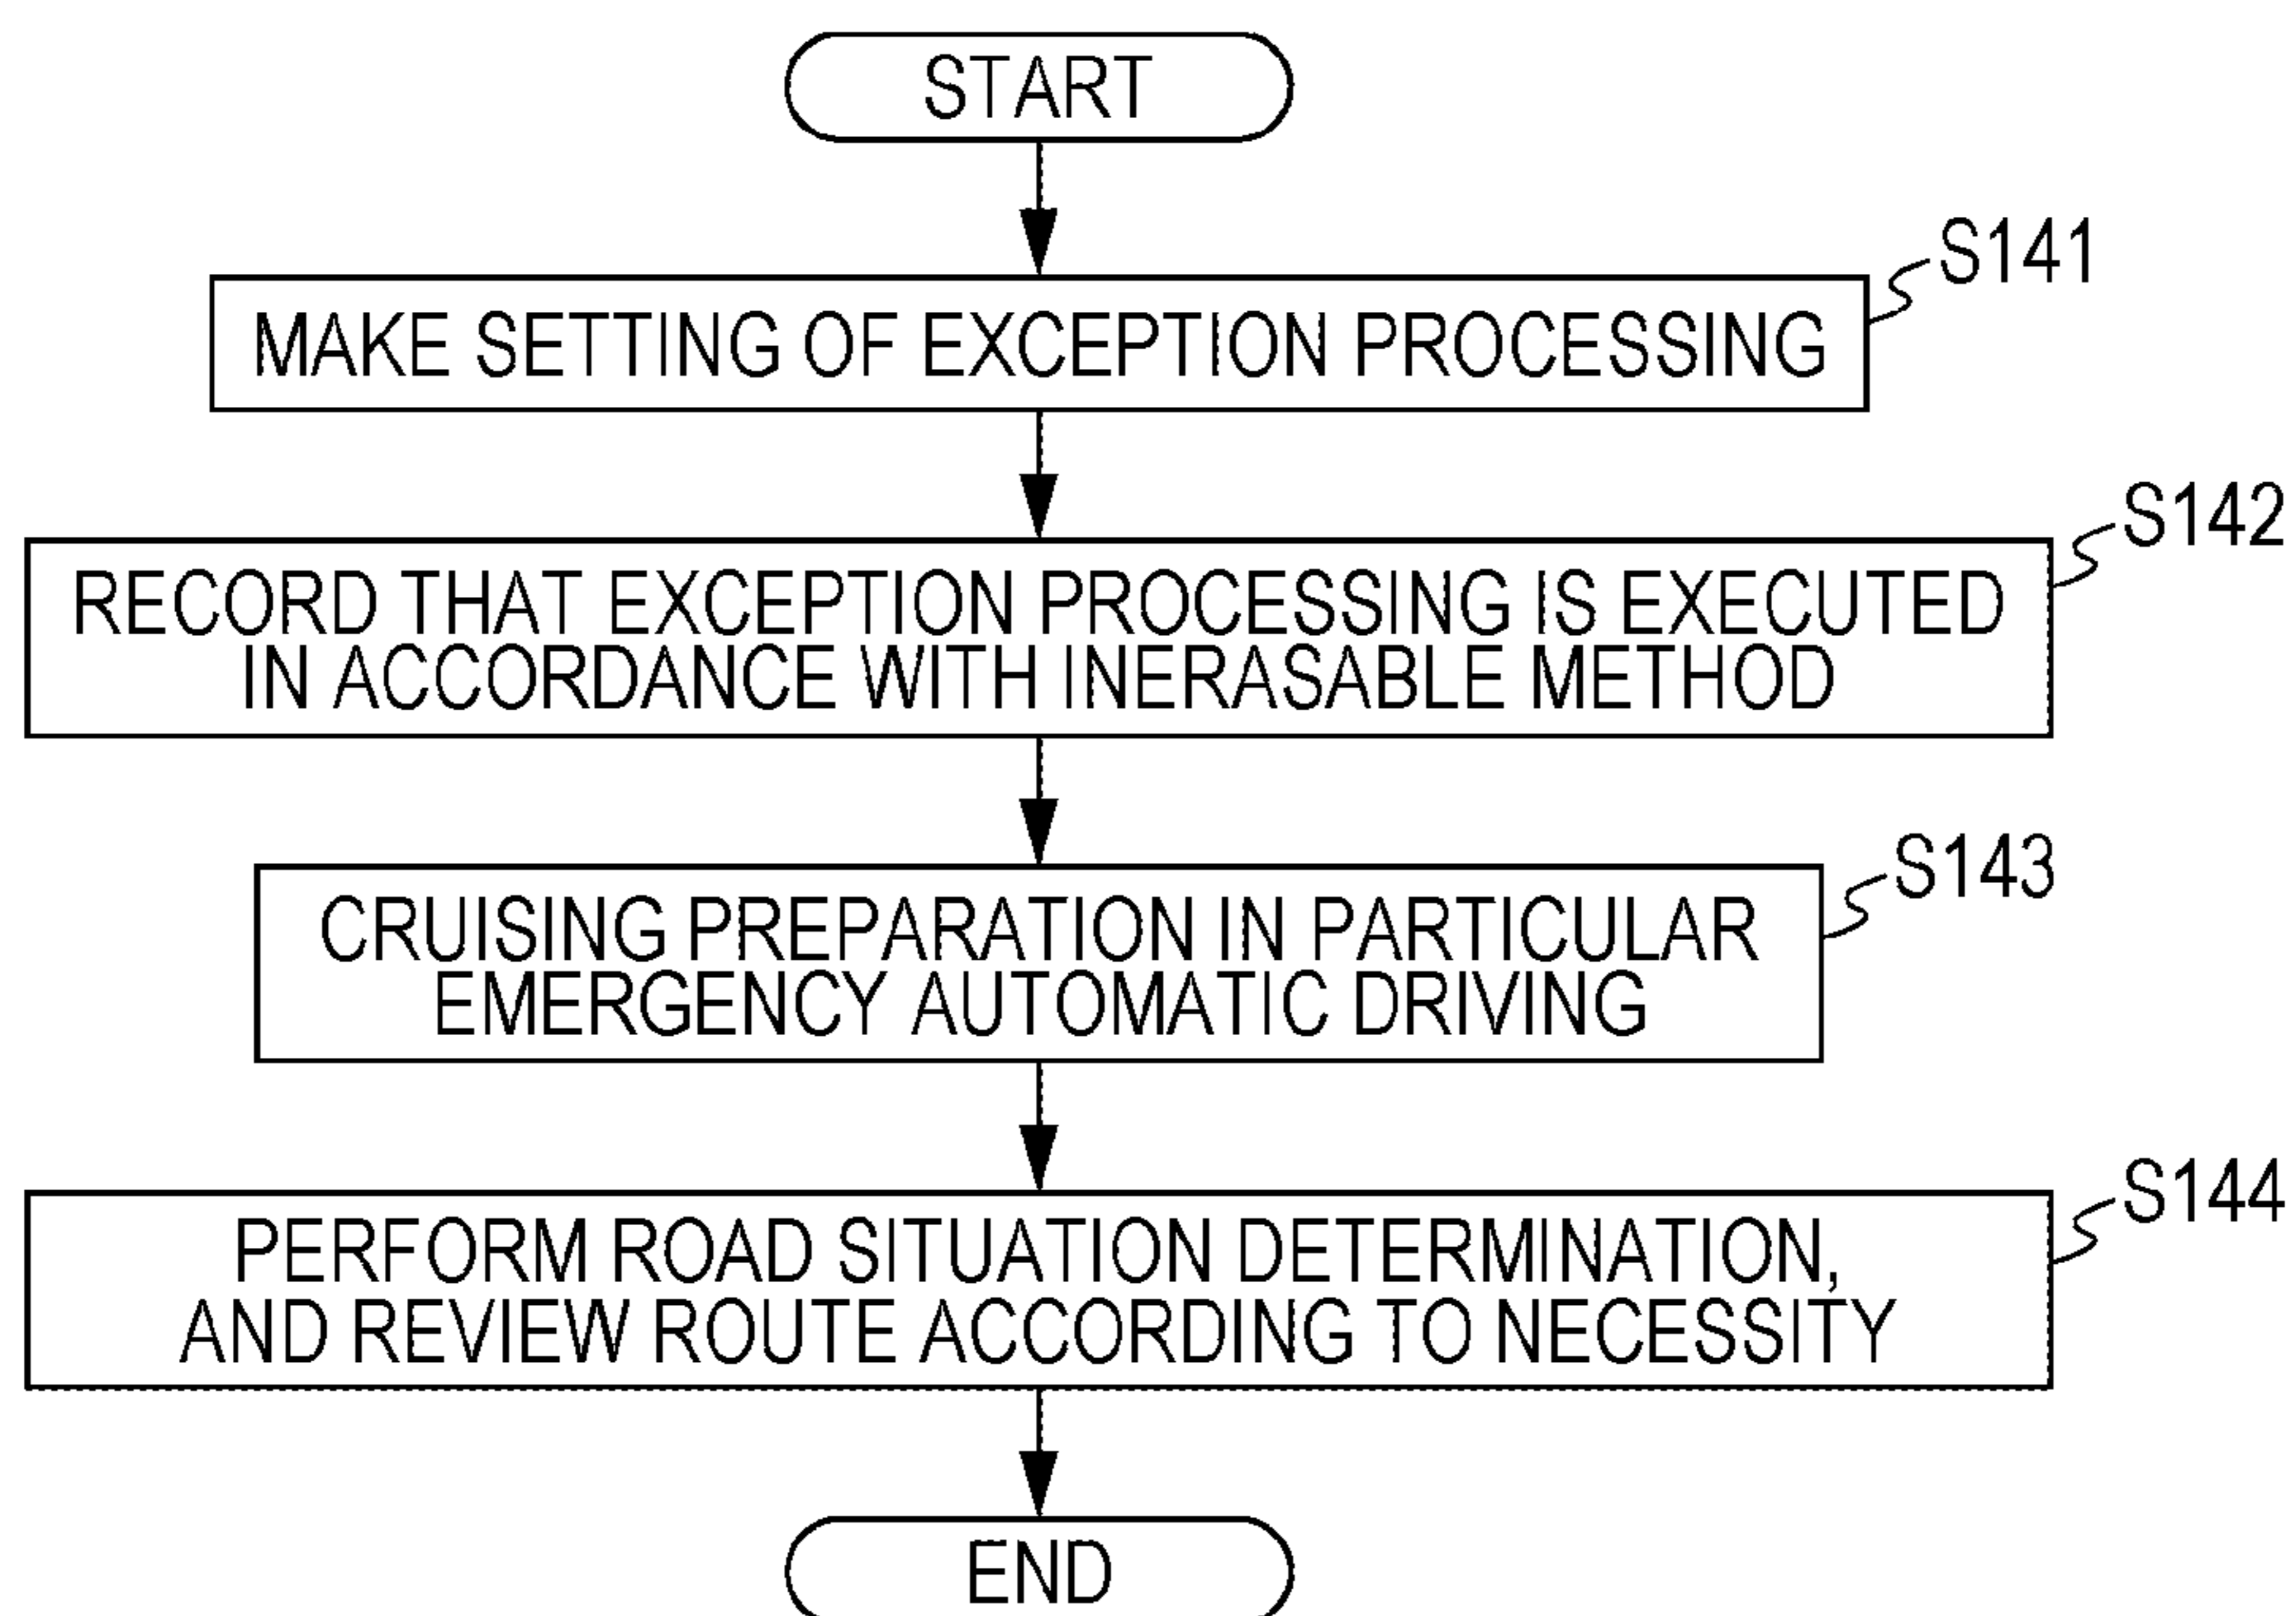 START
S141
MAKE SETTING OF EXCEPTION PROCESSING
S142
RECORD THAT EXCEPTION PROCESSING IS EXECUTED
IN ACCORDANCE WITH INERASABLE METHOD
S143
CRUISING PREPARATION IN PARTICULAR
EMERGENCY AUTOMATIC DRIVING
S144
PERFORM ROAD SITUATION DETERMINATION,
AND REVIEW ROUTE ACCORDING TO NECESSITY
END